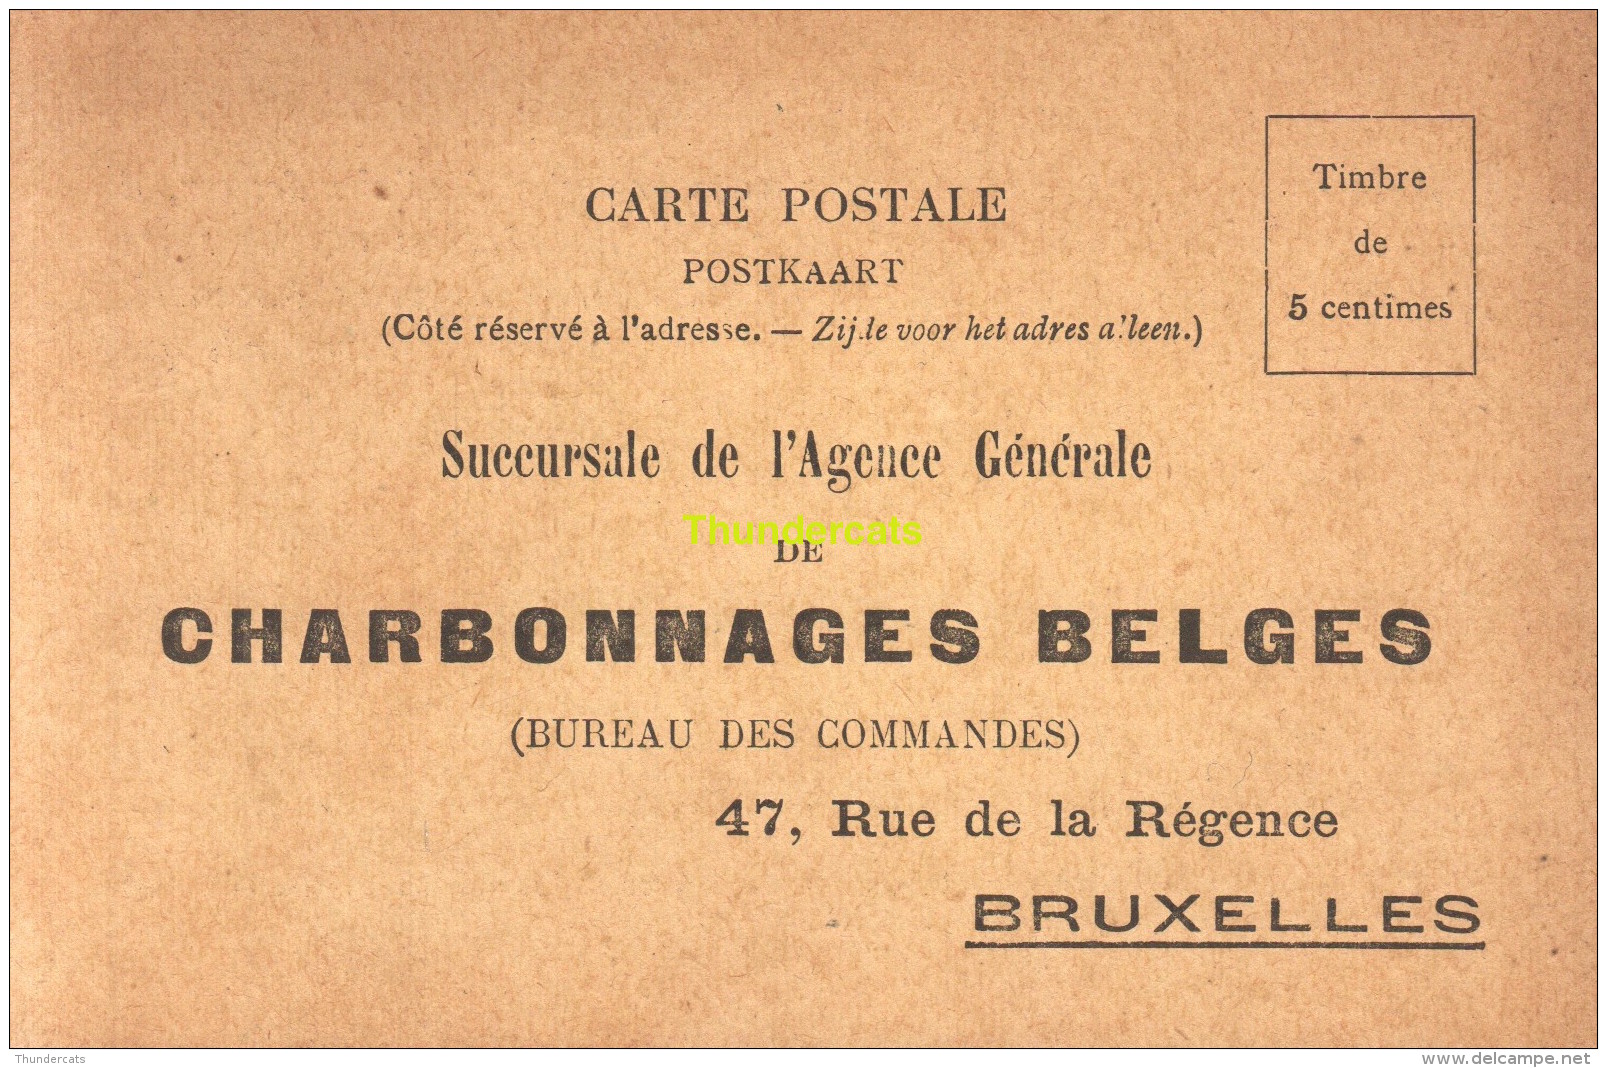 CARTE POSTALE
POSTKAART
(Côté réservé à l'adresse. — Zijde voor het adres alleen.)
Timbre
de
5 centimes
Succursale de l'Agence Générale
Thundercats
DE
CHARBONNAGES BELGES
(BUREAU DES COMMANDES)
47, Rue de la Régence
BRUXELLES
Thundercats
www.delcampe.net